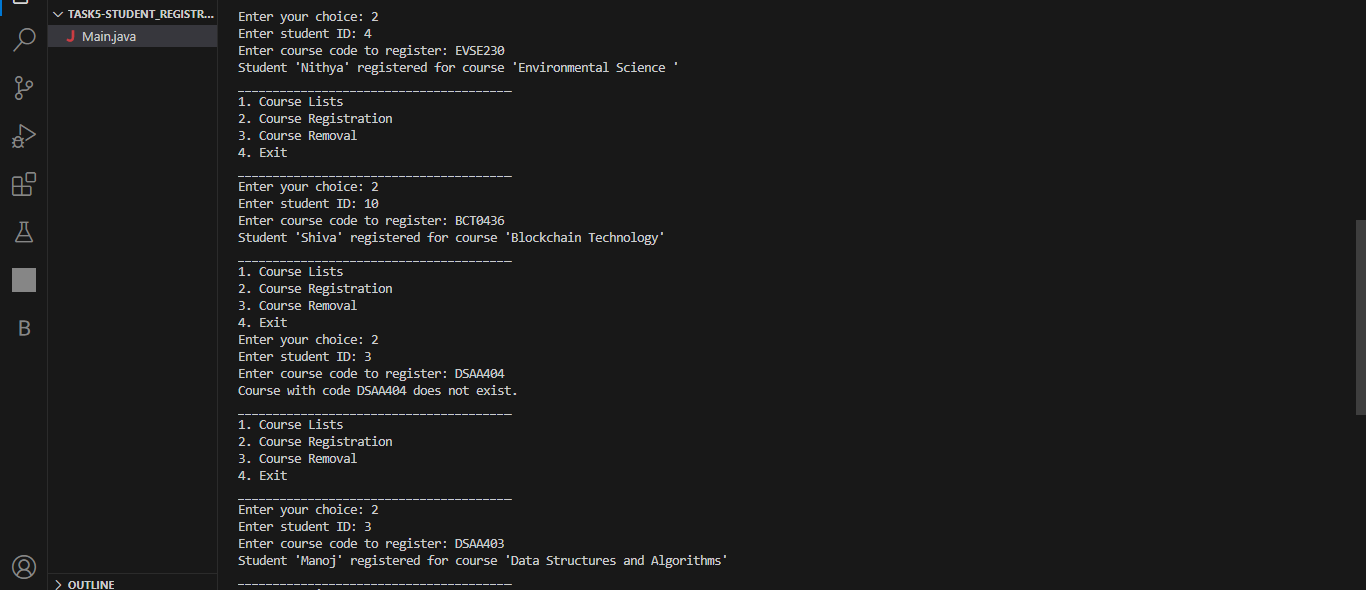 TASK5-STUDENT_REGISTR...
J Main.java
B
OUTLINE
Enter your choice: 2
Enter student ID: 4
Enter course code to register: EVSE230
Student 'Nithya' registered for course 'Environmental Science '
_______________________________________
1. Course Lists
2. Course Registration
3. Course Removal
4. Exit
_______________________________________
Enter your choice: 2
Enter student ID: 10
Enter course code to register: BCT0436
Student 'Shiva' registered for course 'Blockchain Technology'
_______________________________________
1. Course Lists
2. Course Registration
3. Course Removal
4. Exit
Enter your choice: 2
Enter student ID: 3
Enter course code to register: DSAA404
Course with code DSAA404 does not exist.
_______________________________________
1. Course Lists
2. Course Registration
3. Course Removal
4. Exit
_______________________________________
Enter your choice: 2
Enter student ID: 3
Enter course code to register: DSAA403
Student 'Manoj' registered for course 'Data Structures and Algorithms'
_______________________________________